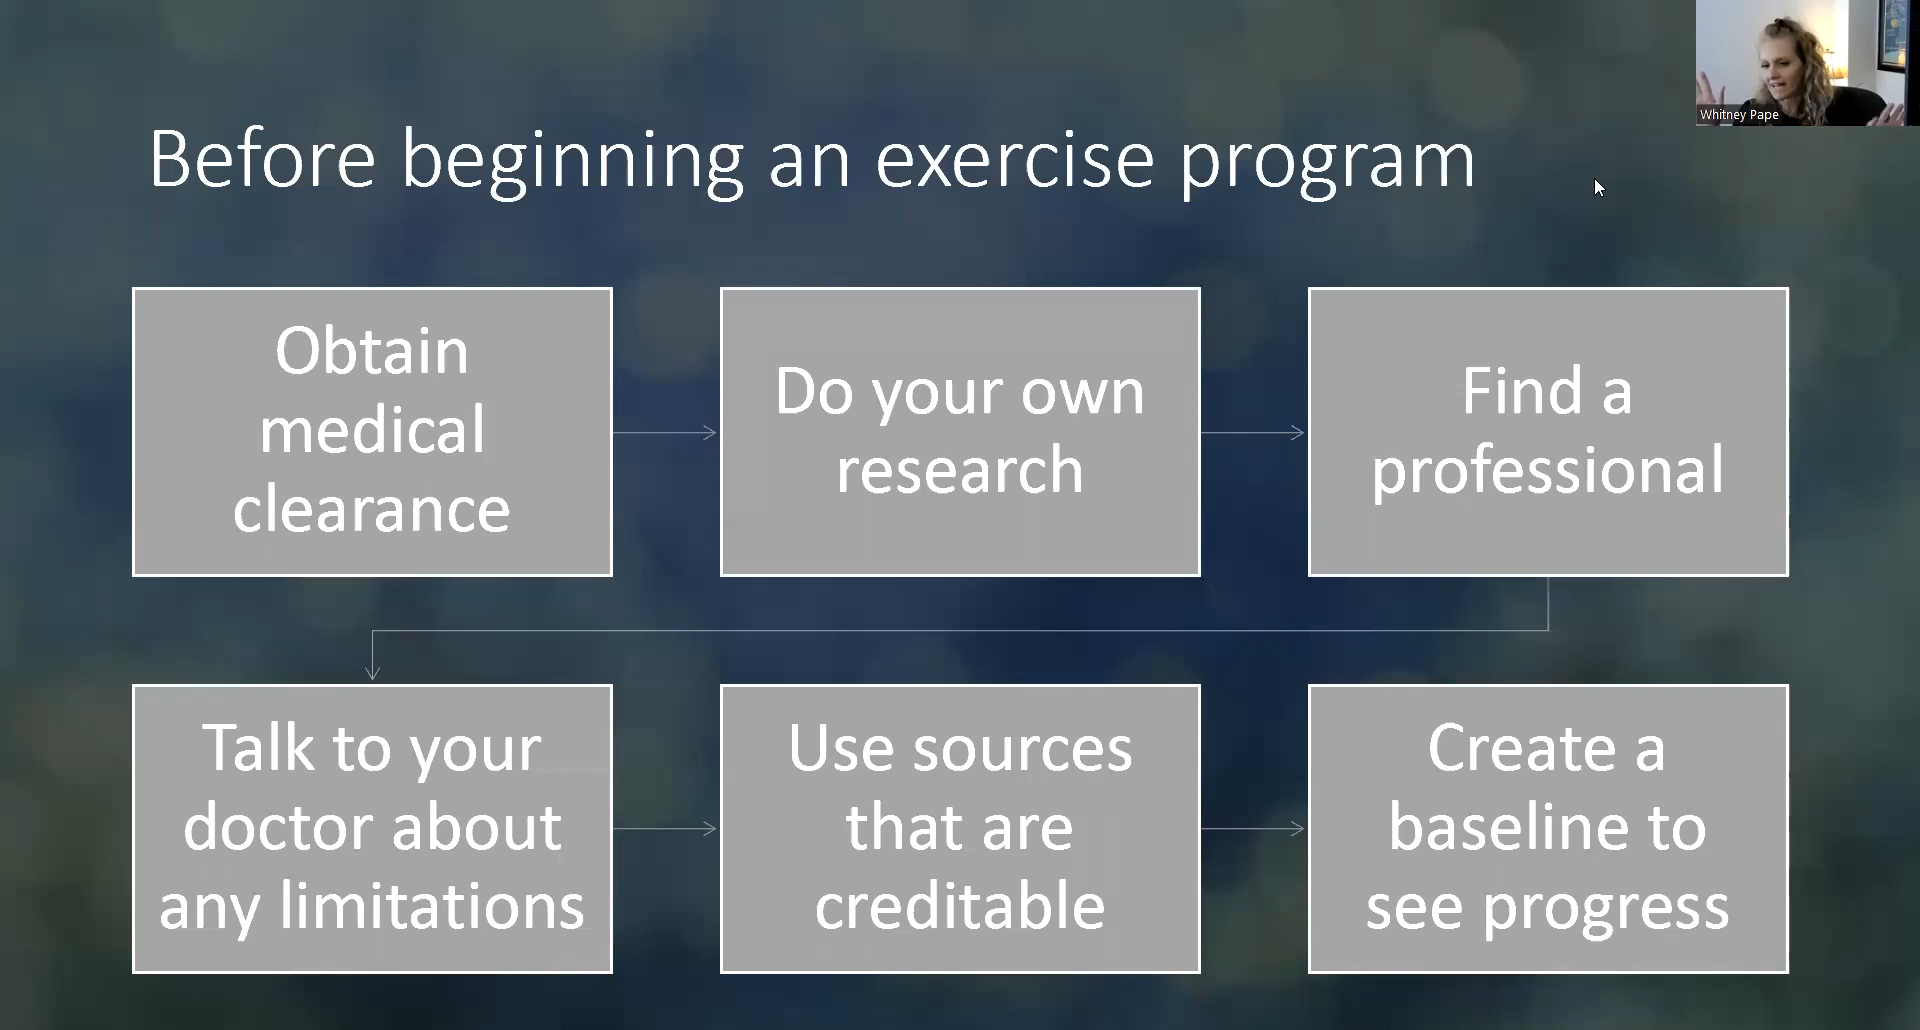 Whitney Pape
Before beginning an exercise program
Obtain
medical
clearance
Do your own
research
Find a
professional
Talk to your
doctor about
any limitations
Use sources
that are
creditable
Create a
baseline to
see progress